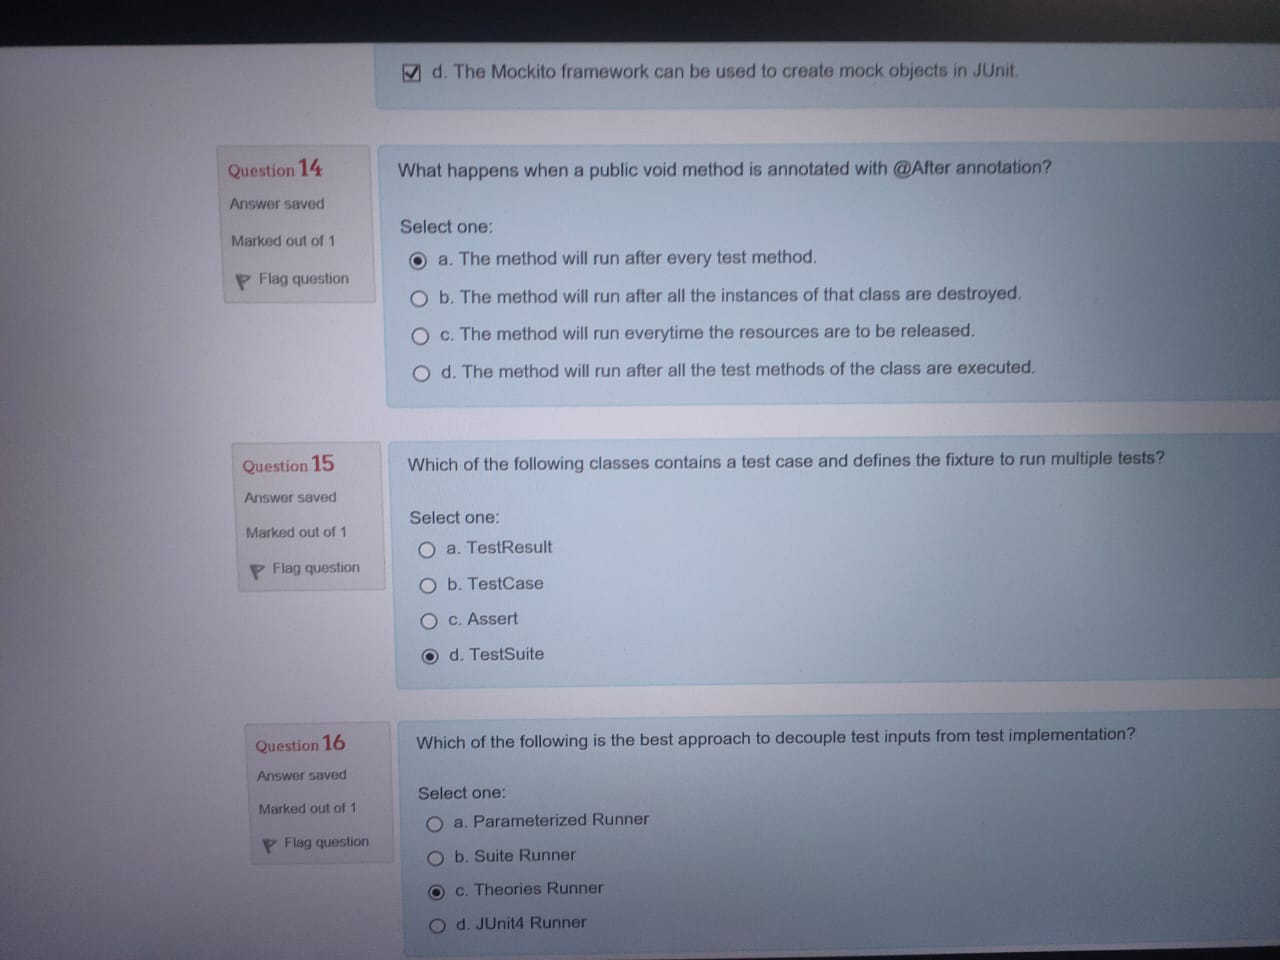 d. The Mockito framework can be used to create mock objects in JUnit.
Question 14
Answer saved
Marked out of 1
Flag question
What happens when a public void method is annotated with @After annotation?
Select one:
a. The method will run after every test method.
b. The method will run after all the instances of that class are destroyed.
c. The method will run everytime the resources are to be released.
d. The method will run after all the test methods of the class are executed.
Question 15
Answer saved
Marked out of 1
Flag question
Which of the following classes contains a test case and defines the fixture to run multiple tests?
Select one:
a. TestResult
b. TestCase
c. Assert
d. TestSuite
Question 16
Answer saved
Marked out of 1
Flag question
Which of the following is the best approach to decouple test inputs from test implementation?
Select one:
a. Parameterized Runner
b. Suite Runner
c. Theories Runner
d. JUnit4 Runner